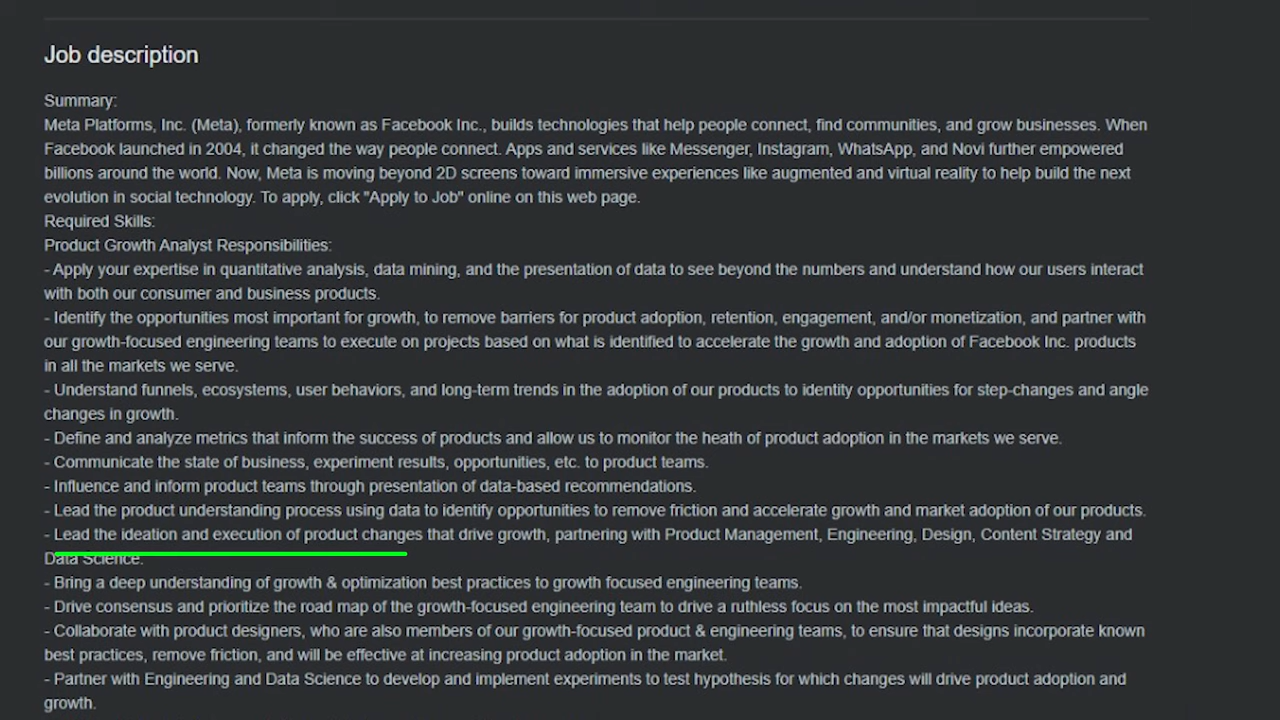 Job description
Summary:
Meta Platforms, Inc. (Meta), formerly known as Facebook Inc., builds technologies that help people connect, find communities, and grow businesses. When
Facebook launched in 2004, it changed the way people connect. Apps and services like Messenger, Instagram, WhatsApp, and Novi further empowered
billions around the world. Now, Meta is moving beyond 2D screens toward immersive experiences like augmented and virtual reality to help build the next
evolution in social technology. To apply, click "Apply to Job" online on this web page.
Required Skills:
Product Growth Analyst Responsibilities:
- Apply your expertise in quantitative analysis, data mining, and the presentation of data to see beyond the numbers and understand how our users interact
with both our consumer and business products.
- Identify the opportunities most important for growth, to remove barriers for product adoption, retention, engagement, and/or monetization, and partner with
our growth-focused engineering teams to execute on projects based on what is identified to accelerate the growth and adoption of Facebook Inc. products
in all the markets we serve.
- Understand funnels, ecosystems, user behaviors, and long-term trends in the adoption of our products to identity opportunities for step-changes and angle
changes in growth.
- Define and analyze metrics that inform the success of products and allow us to monitor the heath of product adoption in the markets we serve.
- Communicate the state of business, experiment results, opportunities, etc. to product teams.
- Influence and inform product teams through presentation of data-based recommendations.
- Lead the product understanding process using data to identify opportunities to remove friction and accelerate growth and market adoption of our products.
- Lead the ideation and execution of product changes that drive growth, partnering with Product Management, Engineering, Design, Content Strategy and
Data Science.
- Bring a deep understanding of growth & optimization best practices to growth focused engineering teams.
- Drive consensus and prioritize the road map of the growth-focused engineering team to drive a ruthless focus on the most impactful ideas.
- Collaborate with product designers, who are also members of our growth-focused product & engineering teams, to ensure that designs incorporate known
best practices, remove friction, and will be effective at increasing product adoption in the market.
- Partner with Engineering and Data Science to develop and implement experiments to test hypothesis for which changes will drive product adoption and
growth.